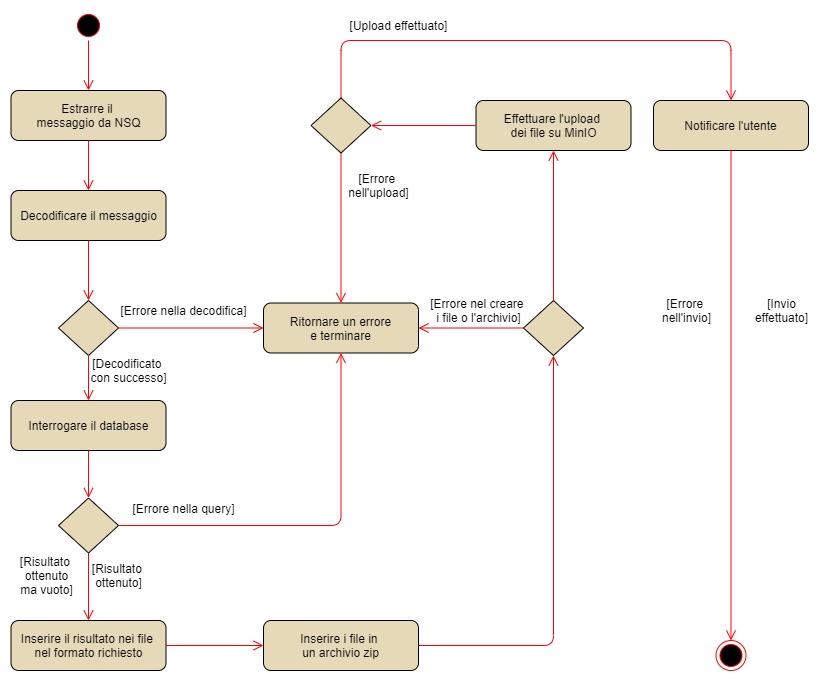 [Upload effettuato]
Estrarre il
messaggio da NSQ
Effettuare l'upload
dei file su MinIO
Notificare l'utente
[Errore
nell'upload]
Decodificare il messaggio
[Errore nella decodifica]
Ritornare un errore
e terminare
[Errore nel creare
i file o l'archivio]
[Errore
nell'invio]
[Invio
effettuato]
[Decodificato
con successo]
Interrogare il database
[Errore nella query]
[Risultato
ottenuto
ma vuoto]
[Risultato
ottenuto]
Inserire il risultato nei file
nel formato richiesto
Inserire i file in
un archivio zip